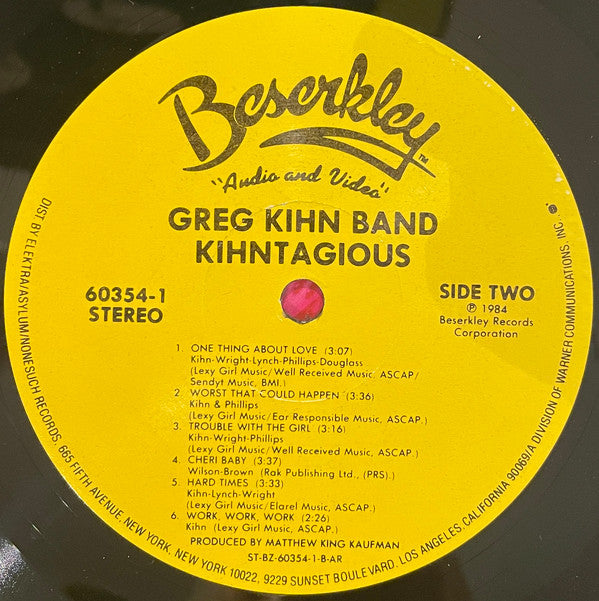 Beserkley™
"Audio and Video"
GREG KIHN BAND
KIHNTAGIOUS
60354-1
STEREO
SIDE TWO
℗ 1984
Beserkley Records
Corporation
1. ONE THING ABOUT LOVE (3:07)
Kihn-Wright-Lynch-Phillips-Douglass
(Lexy Girl Music/Well Received Music, ASCAP/
Sendyt Music, BMI.)
2. WORST THAT COULD HAPPEN (3:36)
Kihn & Phillips
(Lexy Girl Music/Ear Responsible Music, ASCAP.)
3. TROUBLE WITH THE GIRL (3:16)
Kihn-Wright-Phillips
(Lexy Girl Music/Well Received Music, ASCAP.)
4. CHERI BABY (3:37)
Wilson-Brown (Rak Publishing Ltd., (PRS).)
5. HARD TIMES (3:33)
Kihn-Lynch-Wright
(Lexy Girl Music/Elarel Music, ASCAP.)
6. WORK, WORK, WORK (2:26)
Kihn (Lexy Girl Music, ASCAP.)
PRODUCED BY MATTHEW KING KAUFMAN
ST-BZ-60354-1-B-AR
DIST. BY ELEKTRA/ASYLUM/NONESUCH RECORDS. 665 FIFTH AVENUE, NEW YORK, NEW YORK 10022, 9229 SUNSET BOULEVARD, LOS ANGELES, CALIFORNIA 90069/A DIVISION OF WARNER COMMUNICATIONS, INC.